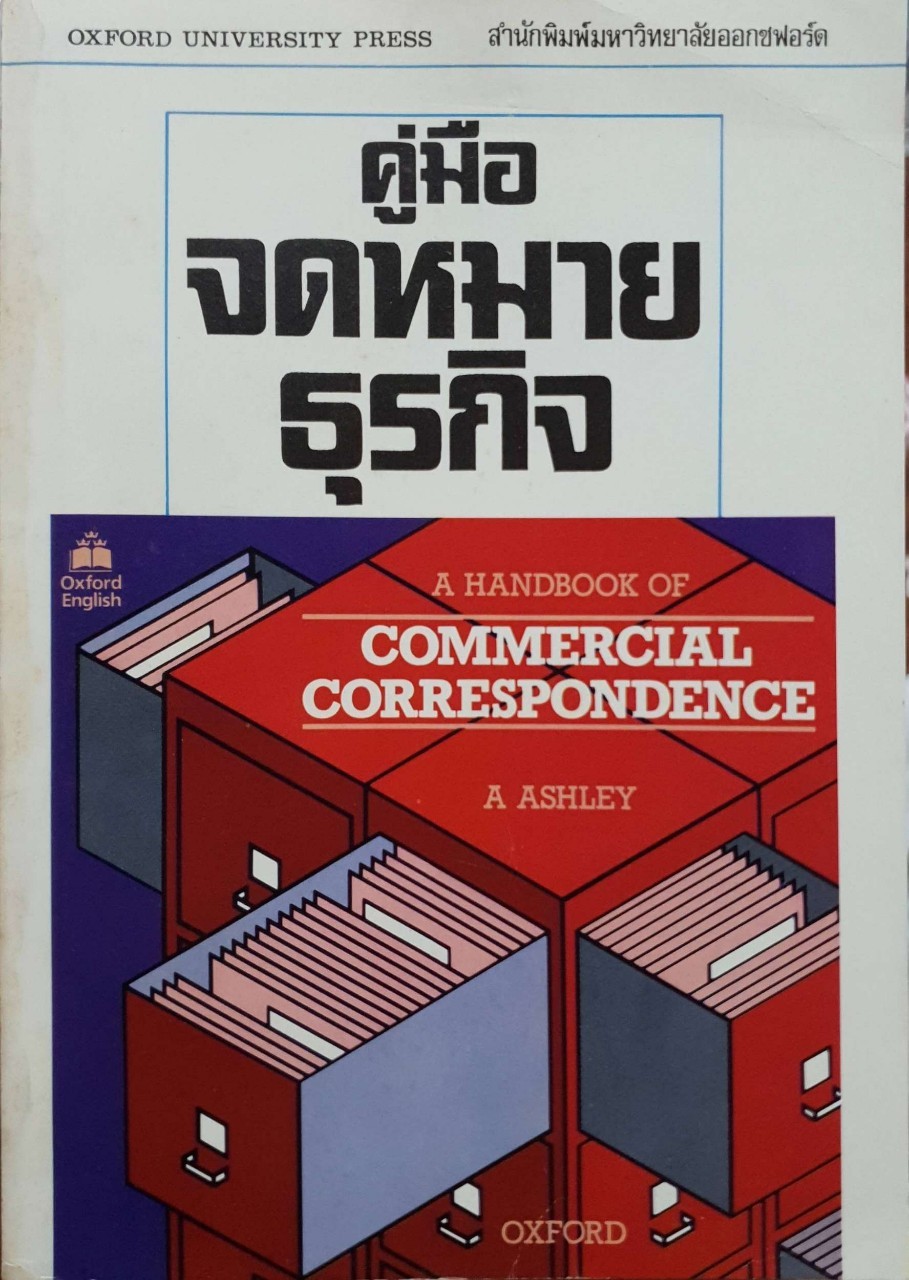 OXFORD UNIVERSITY PRESS สำนักพิมพ์มหาวิทยาลัยออกซฟอร์ด
คู่มือ
จดหมาย
ธุรกิจ
Oxford
English
A HANDBOOK OF
COMMERCIAL
CORRESPONDENCE
A ASHLEY
OXFORD